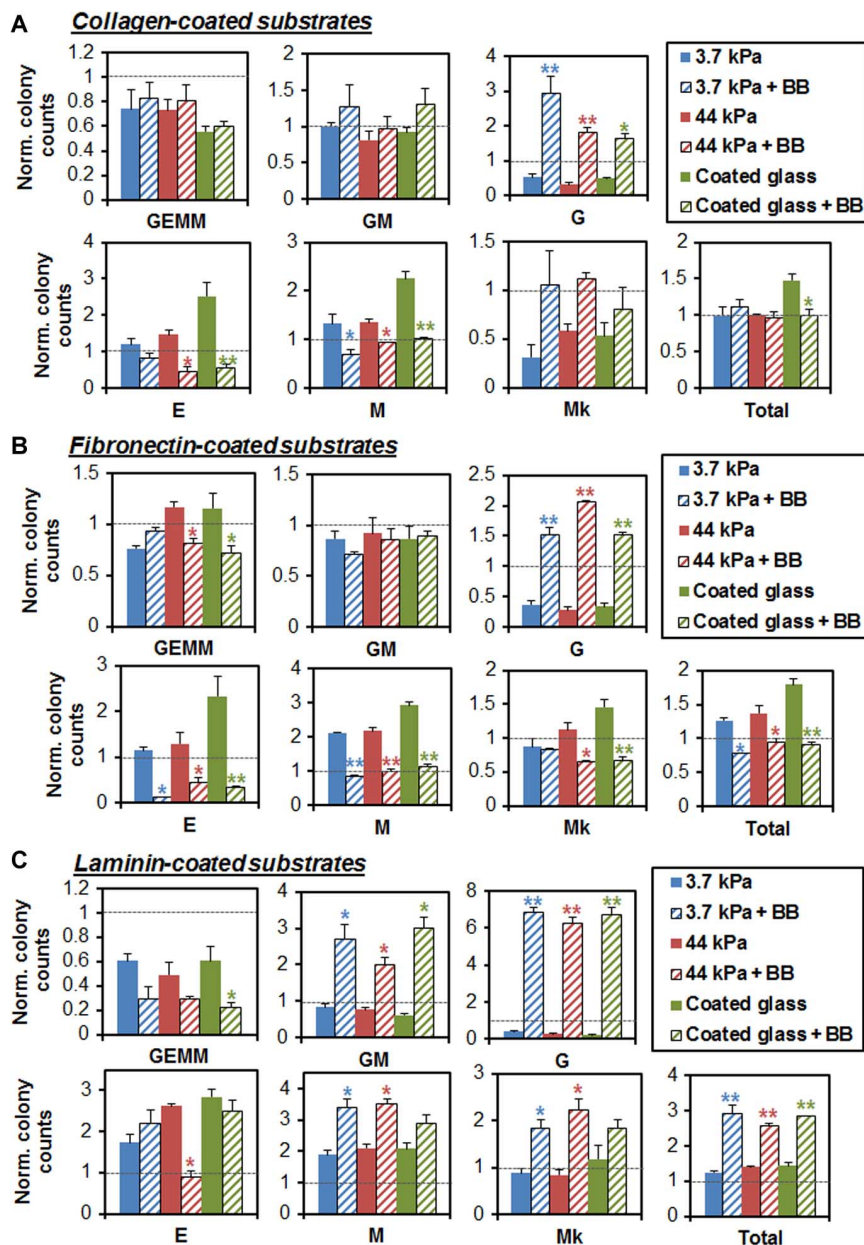 A
Collagen-coated substrates
Norm. colony counts
1.2
1
0.8
0.6
0.4
0.2
0
GEMM
2
1.5
1
0.5
0
GM
4
3
2
1
0
**
**
*
G
3.7 kPa
3.7 kPa + BB
44 kPa
44 kPa + BB
Coated glass
Coated glass + BB
Norm. colony counts
4
3
2
1
0
*
**
E
3
2
1
0
*
*
**
M
1.5
1
0.5
0
Mk
2
1.5
1
0.5
0
*
Total
B
Fibronectin-coated substrates
Norm. colony counts
1.5
1
0.5
0
*
*
GEMM
1.5
1
0.5
0
GM
2.5
2
1.5
1
0.5
0
**
**
**
G
3.7 kPa
3.7 kPa + BB
44 kPa
44 kPa + BB
Coated glass
Coated glass + BB
Norm. colony counts
3
2
1
0
*
*
**
E
4
3
2
1
0
**
**
**
M
2
1.5
1
0.5
0
*
**
Mk
2
1.5
1
0.5
0
*
*
**
Total
C
Laminin-coated substrates
Norm. colony counts
1.2
1
0.8
0.6
0.4
0.2
0
*
GEMM
4
3
2
1
0
*
*
*
GM
8
6
4
2
1
0
**
**
**
G
3.7 kPa
3.7 kPa + BB
44 kPa
44 kPa + BB
Coated glass
Coated glass + BB
Norm. colony counts
3
2
1
0
*
E
4
3
2
1
0
*
*
M
3
2
1
0
*
*
Mk
4
3
2
1
0
**
**
**
Total